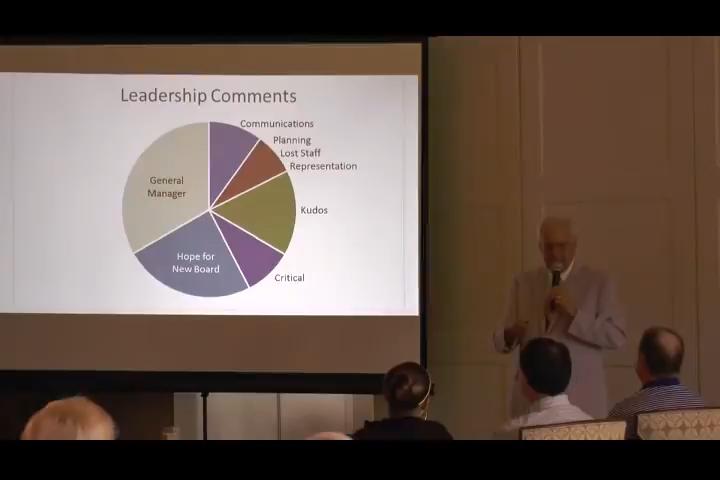 Leadership Comments
Communications
Planning
Lost Staff
Representation
General
Manager
Kudos
Hope for
New Board
Critical